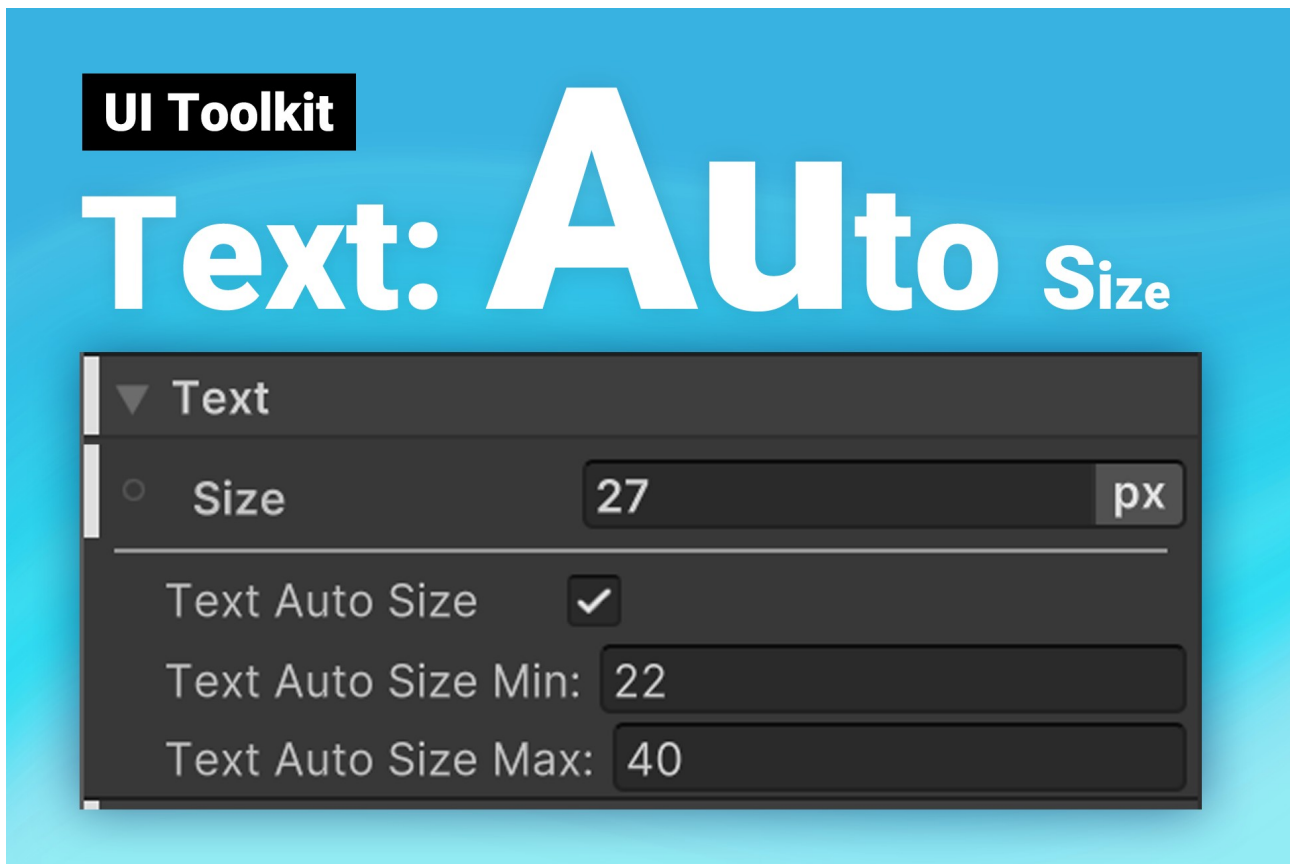 UI Toolkit
Text: Auto Size
Text
Size 27 px
Text Auto Size
Text Auto Size Min: 22
Text Auto Size Max: 40